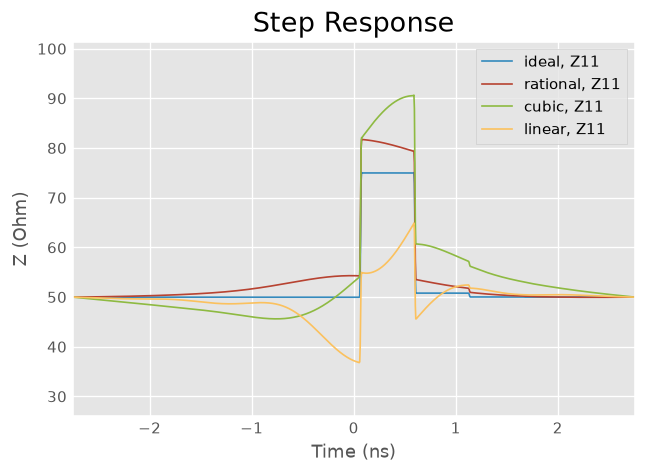 Step Response
100
90
80
70
60
50
40
30
Z (Ohm)
ideal, Z11
rational, Z11
cubic, Z11
linear, Z11
−2
−1
0
1
2
Time (ns)